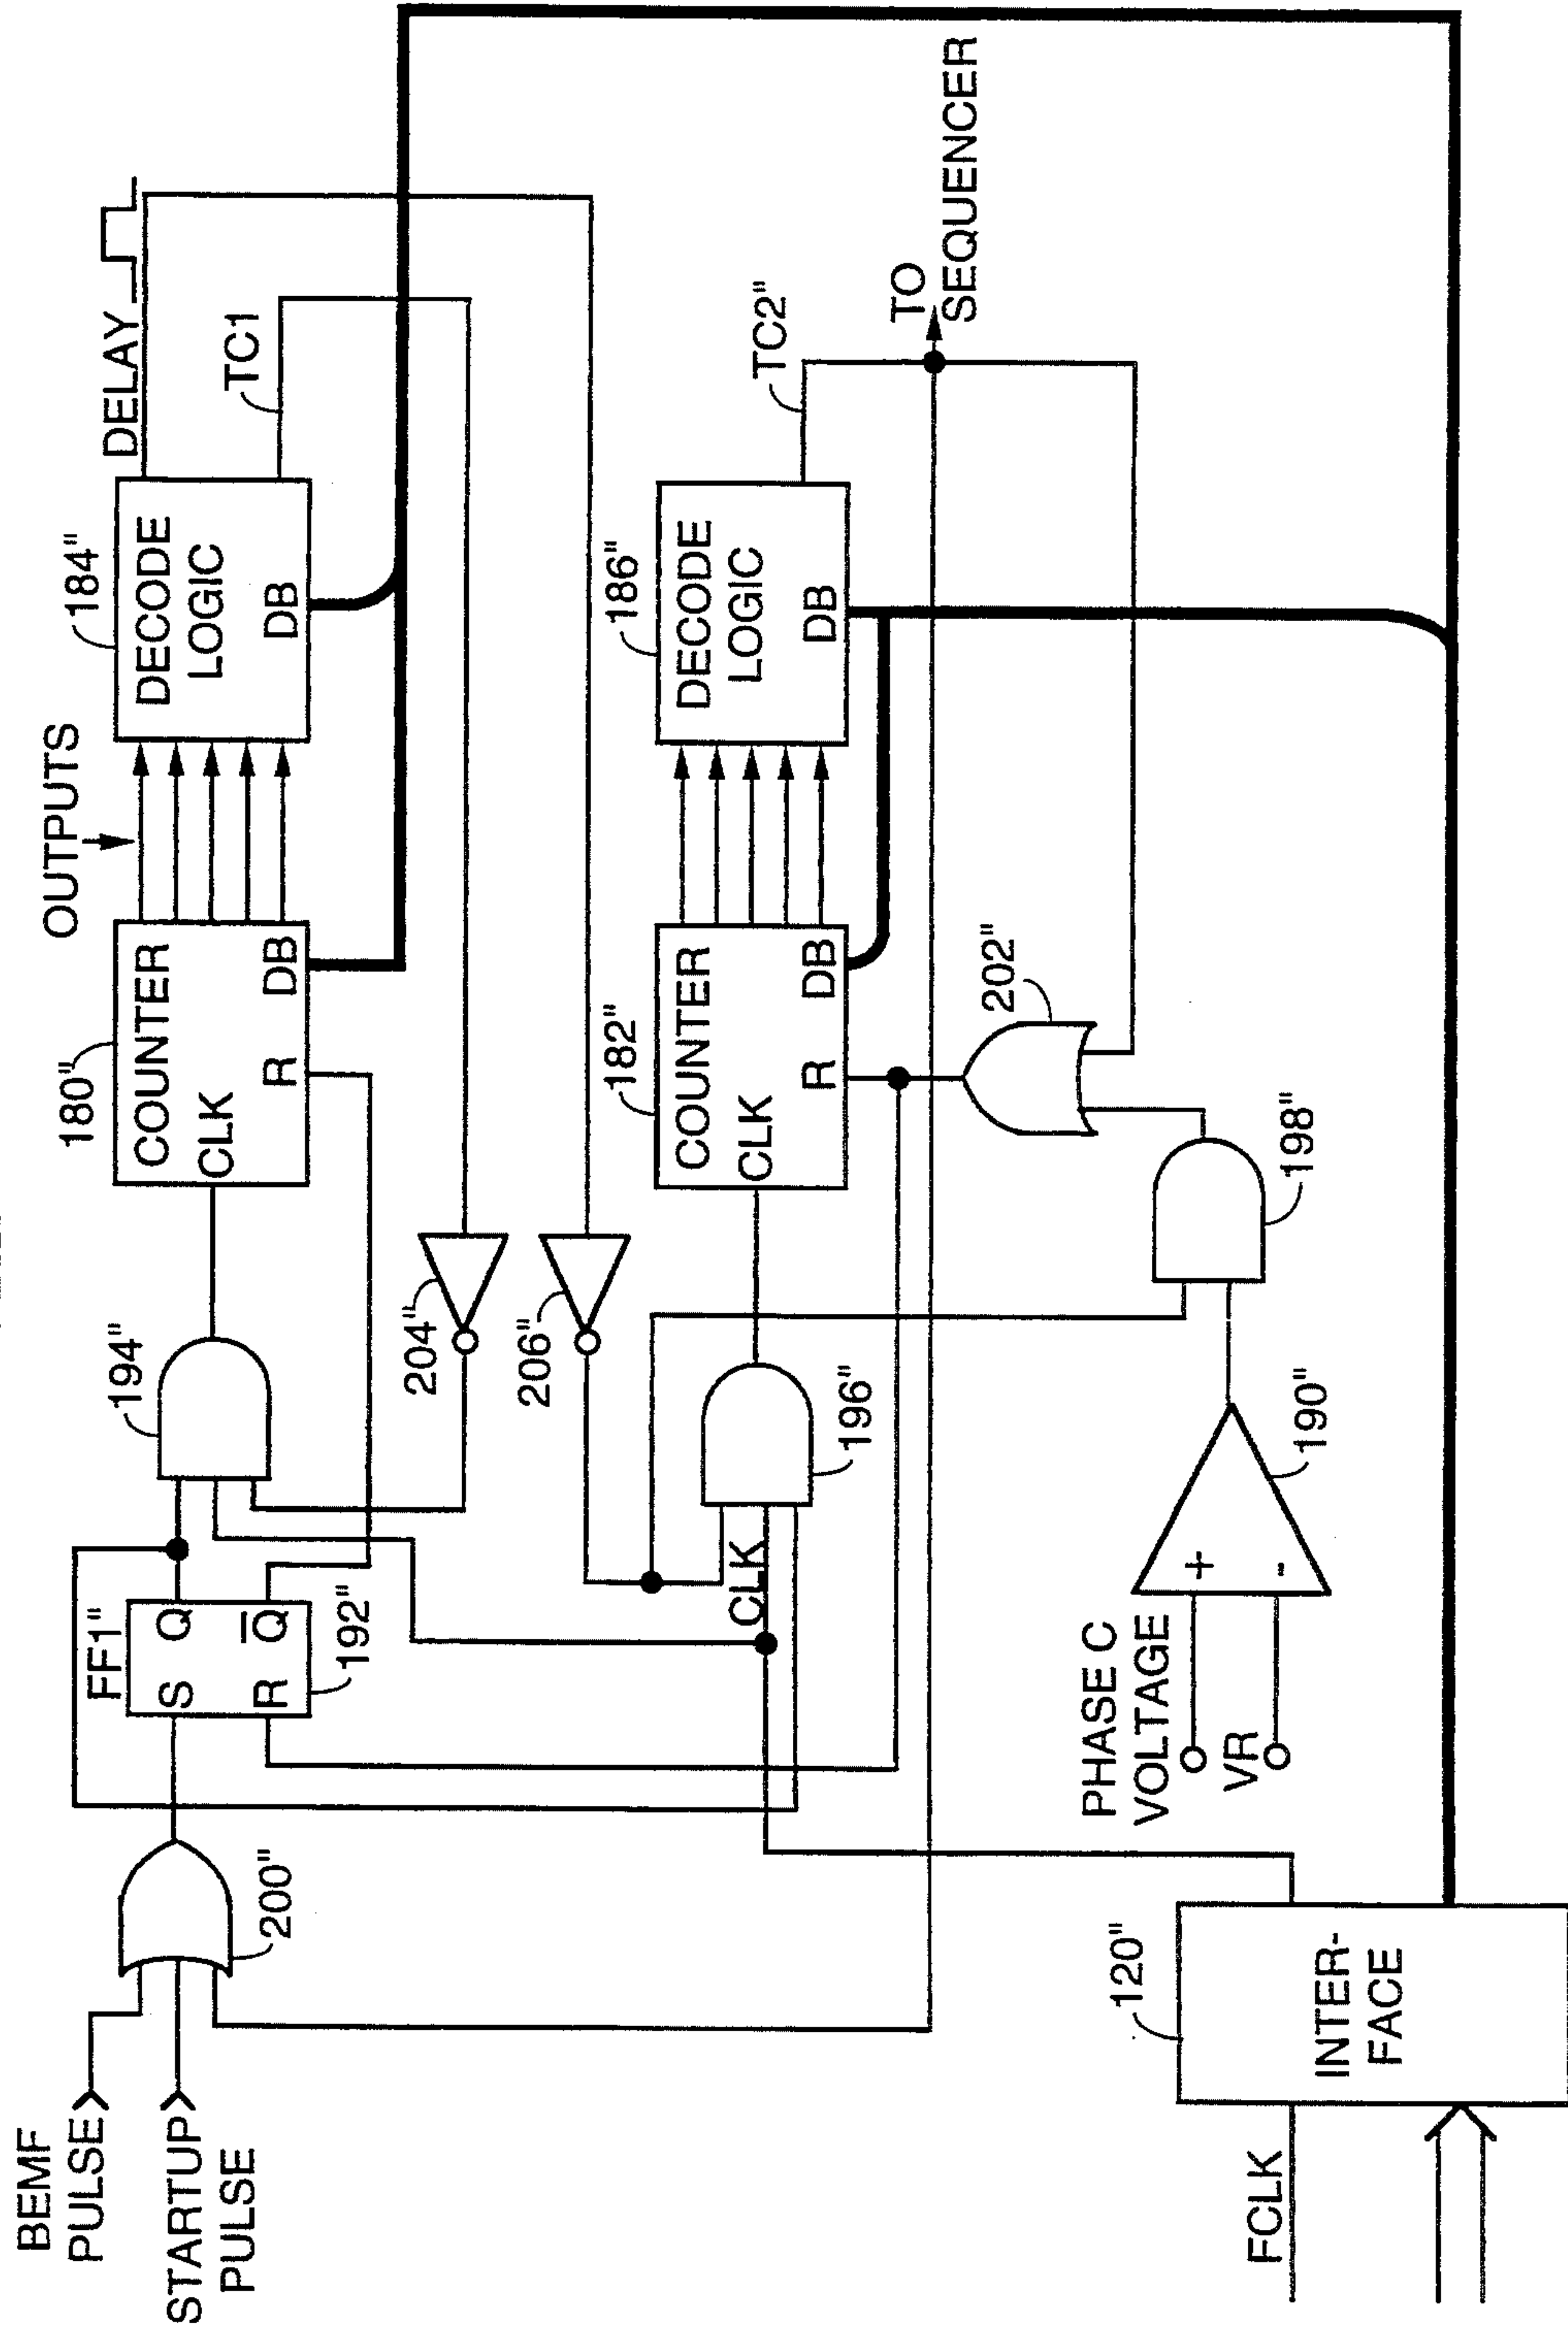 BEMF
PULSE
STARTUP
PULSE
200"
FF1"
S
Q
R
Q
192"
194"
180"
COUNTER
CLK
R
DB
OUTPUTS
184"
DECODE
LOGIC
DB
DELAY
TC1
204"
206"
CLK
196"
182"
COUNTER
CLK
R
DB
186"
DECODE
LOGIC
DB
TC2"
TO
SEQUENCER
202"
198"
PHASE C
VOLTAGE
VR
+
-
190"
FCLK
120"
INTER-
FACE